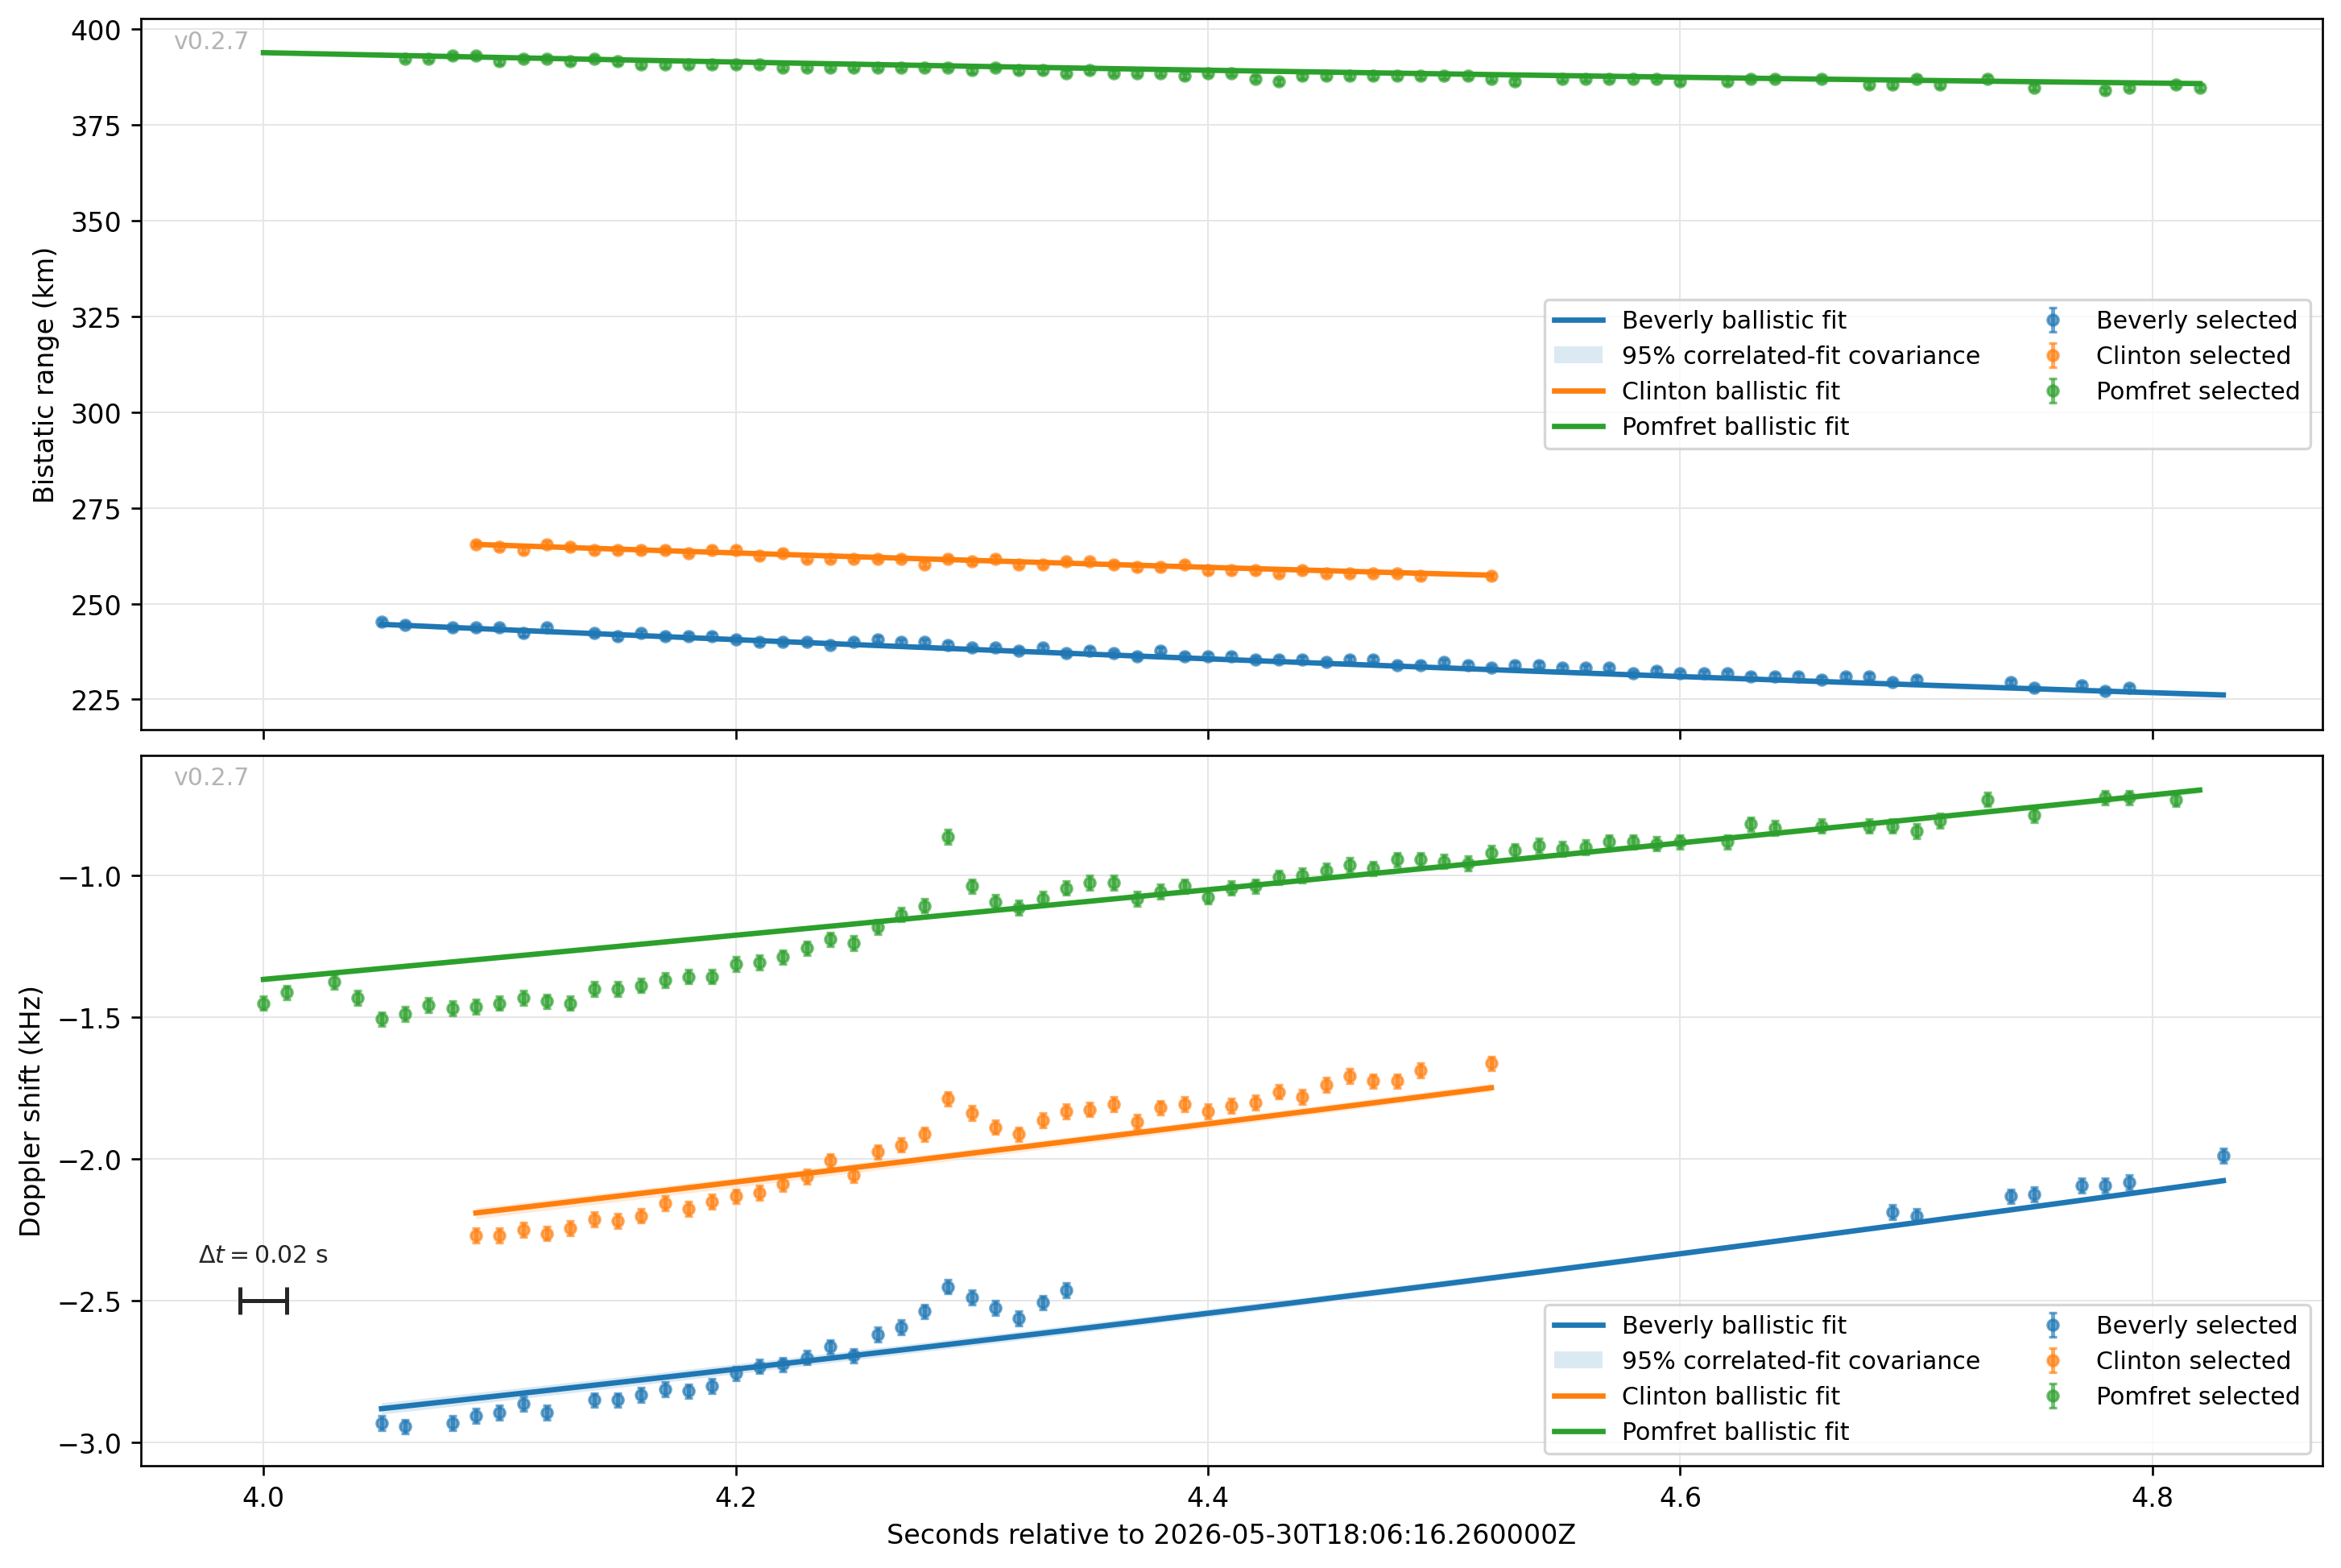 v0.2.7
400
375
350
325
300
275
250
225
Bistatic range (km)
Beverly ballistic fit
95% correlated-fit covariance
Clinton ballistic fit
Pomfret ballistic fit
Beverly selected
Clinton selected
Pomfret selected
v0.2.7
−1.0
−1.5
−2.0
−2.5
−3.0
Doppler shift (kHz)
Δt = 0.02 s
Beverly ballistic fit
95% correlated-fit covariance
Clinton ballistic fit
Pomfret ballistic fit
Beverly selected
Clinton selected
Pomfret selected
4.0 4.2 4.4 4.6 4.8
Seconds relative to 2026-05-30T18:06:16.260000Z